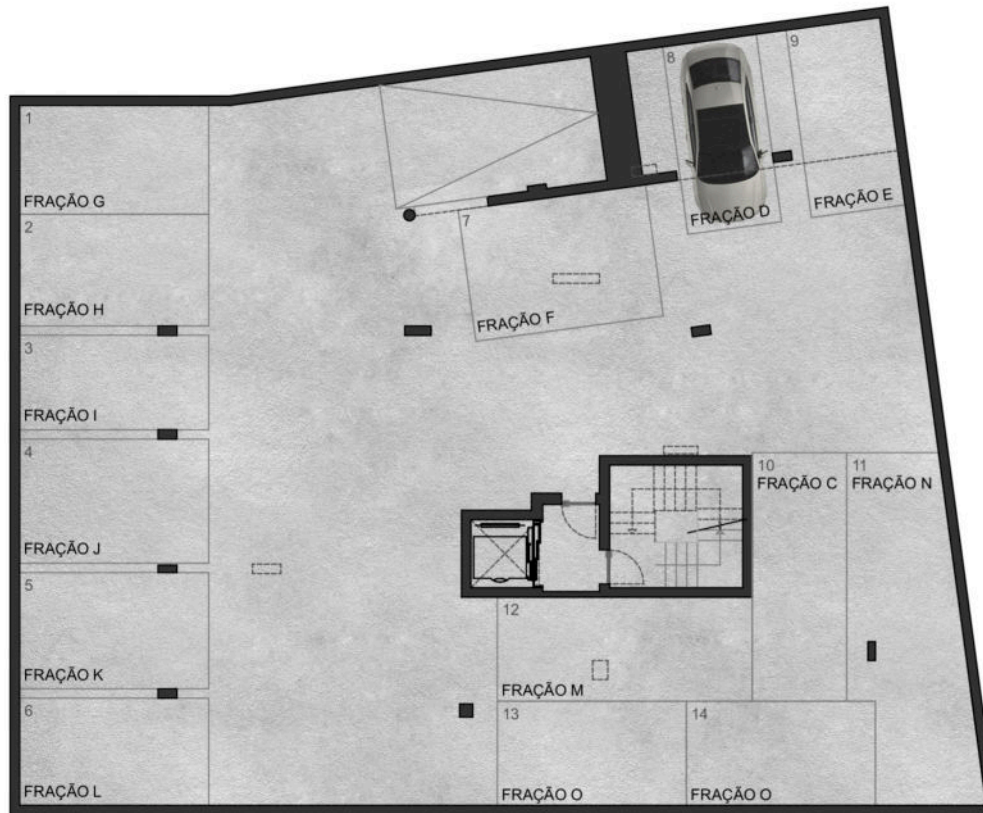 1
FRAÇÃO G
2
FRAÇÃO H
3
FRAÇÃO I
4
FRAÇÃO J
5
FRAÇÃO K
6
FRAÇÃO L
7
FRAÇÃO F
8
FRAÇÃO D
9
FRAÇÃO E
10
FRAÇÃO C
11
FRAÇÃO N
12
FRAÇÃO M
13
FRAÇÃO O
14
FRAÇÃO O